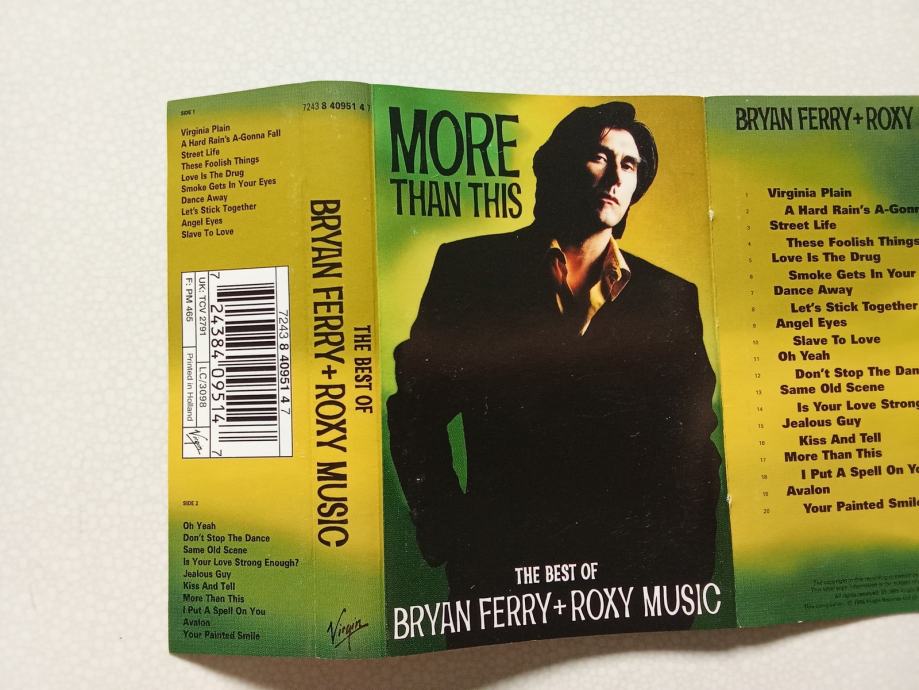 SIDE 1
Virginia Plain
A Hard Rain's A-Gonna Fall
Street Life
These Foolish Things
Love Is The Drug
Smoke Gets In Your Eyes
Dance Away
Let's Stick Together
Angel Eyes
Slave To Love
7243 8 40951 4 7
7 24384 09514 7
UK: TCV 2791
LC/3098
F: PM 465
Printed in Holland
Virgin
SIDE 2
Oh Yeah
Don't Stop The Dance
Same Old Scene
Is Your Love Strong Enough?
Jealous Guy
Kiss And Tell
More Than This
I Put A Spell On You
Avalon
Your Painted Smile
7243 8 40951 4 7
THE BEST OF
BRYAN FERRY + ROXY MUSIC
Virgin
MORE
THAN THIS
THE BEST OF
BRYAN FERRY + ROXY MUSIC
BRYAN FERRY + ROXY
1 Virginia Plain
2 A Hard Rain's A-Gonn
3 Street Life
4 These Foolish Things
5 Love Is The Drug
6 Smoke Gets In Your
7 Dance Away
8 Let's Stick Together
9 Angel Eyes
10 Slave To Love
11 Oh Yeah
12 Don't Stop The Dan
13 Same Old Scene
14 Is Your Love Strong
15 Jealous Guy
16 Kiss And Tell
17 More Than This
18 I Put A Spell On Yo
19 Avalon
20 Your Painted Smile